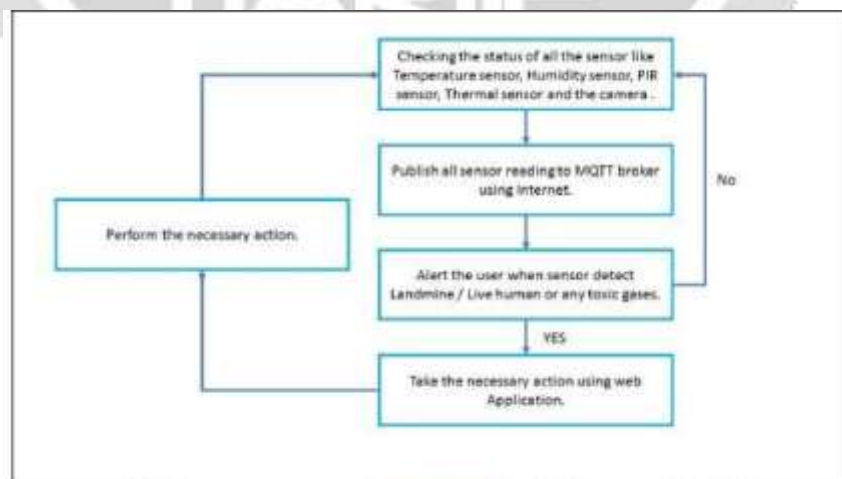 Checking the status of all the sensor like
Temperature sensor, Humidity sensor, PIR
sensor, Thermal sensor and the camera .
Publish all sensor reading to MQTT broker
using Internet.
No
Perform the necessary action.
Alert the user when sensor detect
Landmine / Live human or any toxic gases.
YES
Take the necessary action using web
Application.